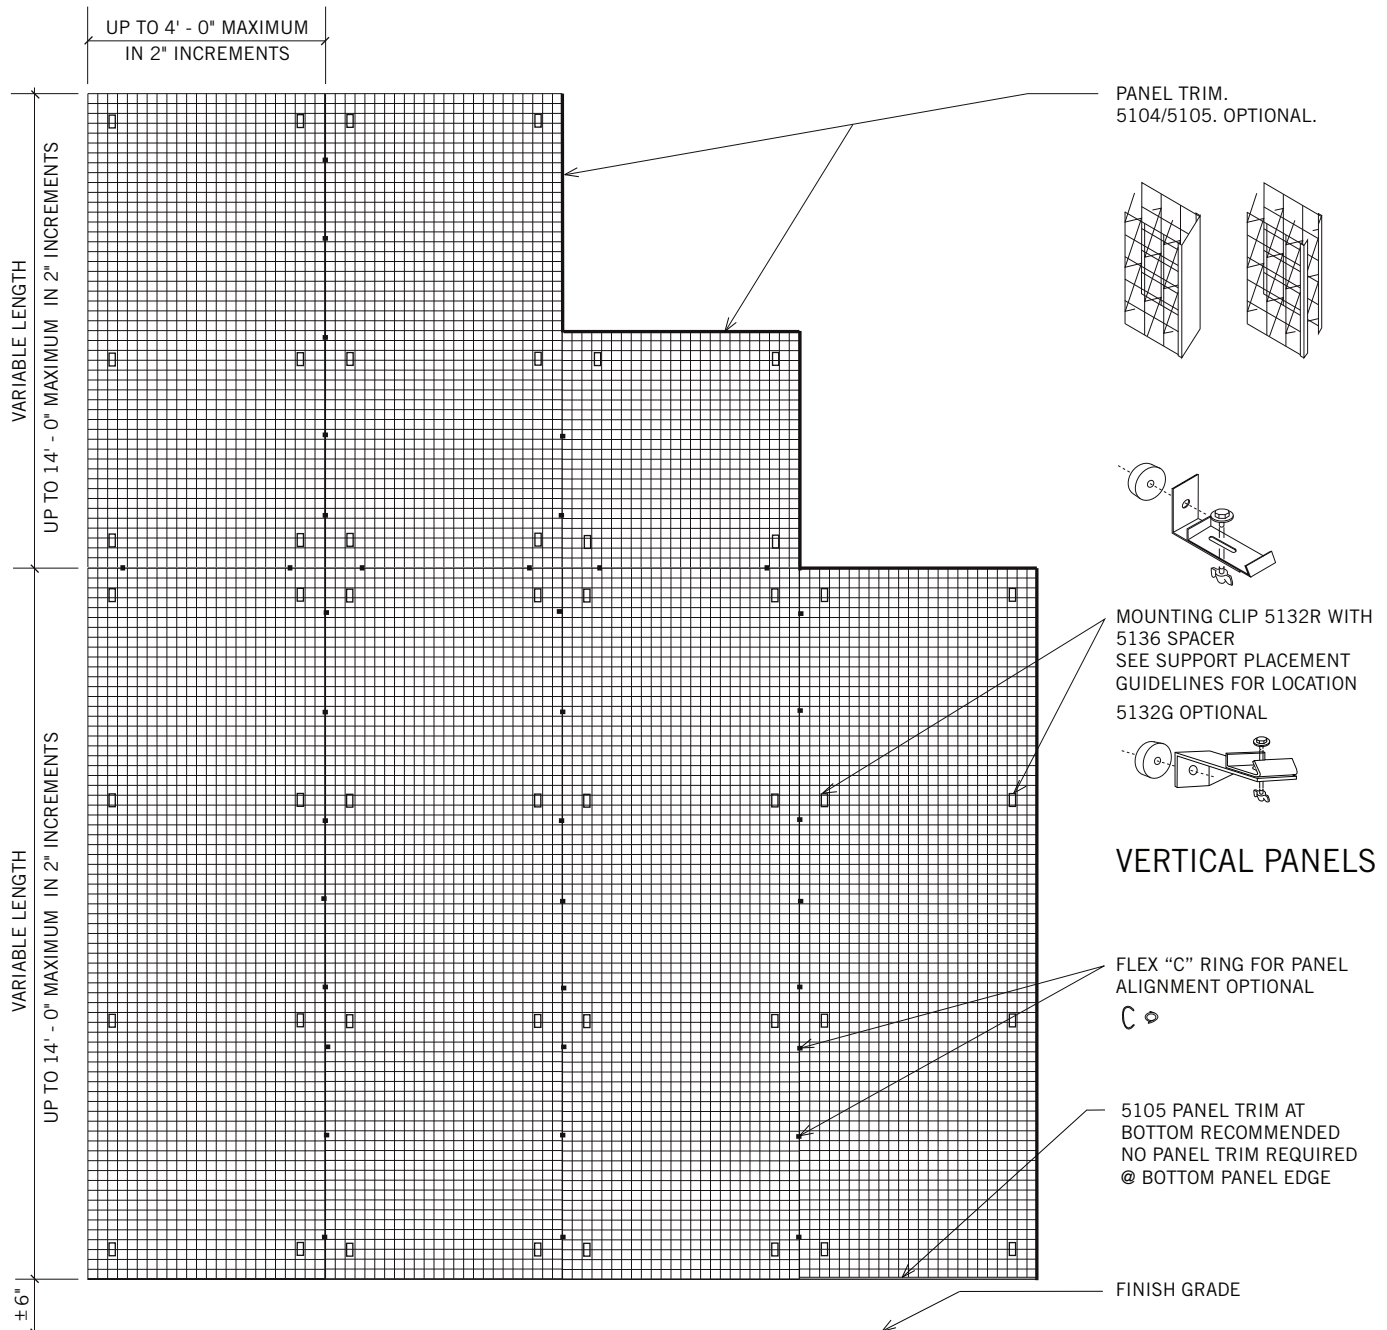 UP TO 4' - 0" MAXIMUM
IN 2" INCREMENTS
VARIABLE LENGTH
UP TO 14' - 0" MAXIMUM IN 2" INCREMENTS
PANEL TRIM.
5104/5105. OPTIONAL.
MOUNTING CLIP 5132R WITH
5136 SPACER
SEE SUPPORT PLACEMENT
GUIDELINES FOR LOCATION
5132G OPTIONAL
VERTICAL PANELS
VARIABLE LENGTH
UP TO 14' - 0" MAXIMUM IN 2" INCREMENTS
FLEX “C” RING FOR PANEL
ALIGNMENT OPTIONAL
5105 PANEL TRIM AT
BOTTOM RECOMMENDED
NO PANEL TRIM REQUIRED
@ BOTTOM PANEL EDGE
FINISH GRADE
±6"